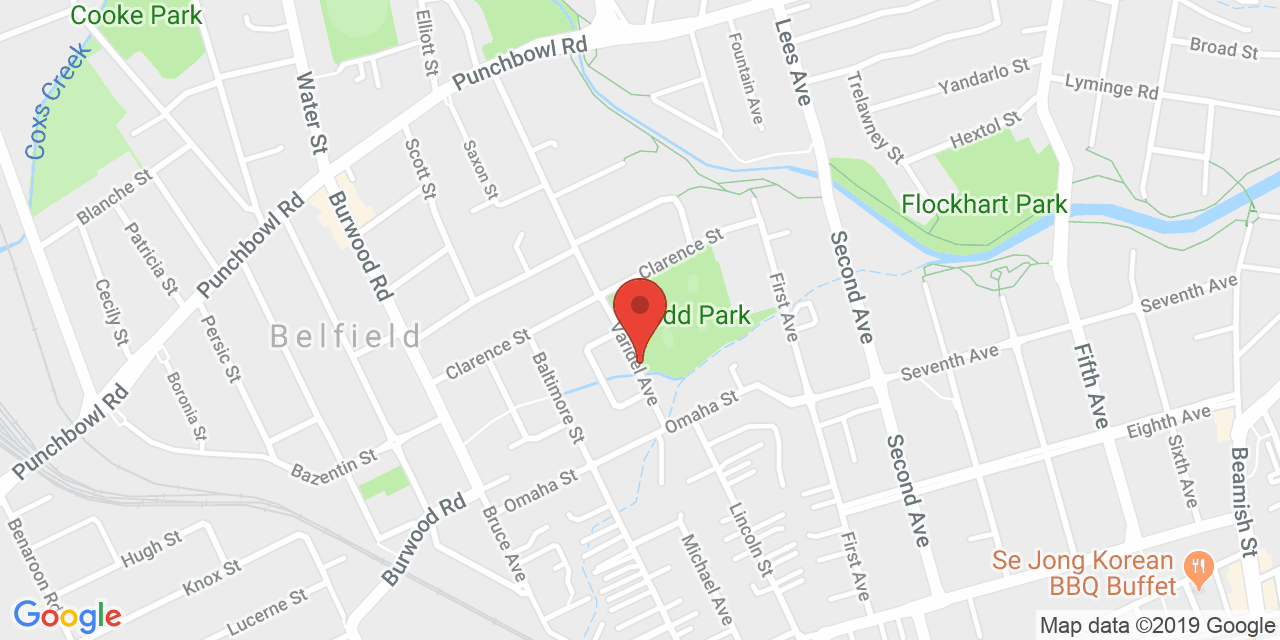 Cooke Park
Coxs Creek
Elliott St
Punchbowl Rd
Water St
Lees Ave
Fountain Ave
Broad St
Yandarlo St
Lyminge Rd
Trelawney St
Hextol St
Scott St
Saxon St
Blanche St
Patricia St
Punchbowl Rd
Burwood Rd
Flockhart Park
Clarence St
Second Ave
First Ave
Seventh Ave
Cecily St
Persic St
Belfield
Clarence St
Park
Varidel Ave
Seventh Ave
Fifth Ave
Boronia St
Baltimore St
Omaha St
Eighth Ave
Punchbowl Rd
Bazentin St
Second Ave
Sixth Ave
Beamish St
Burwood Rd
Omaha St
Bruce Ave
Lincoln St
Michael Ave
First Ave
Benaroon Rd
Hugh St
Knox St
Lucerne St
Se Jong Korean
BBQ Buffet
Google
Map data ©2019 Google